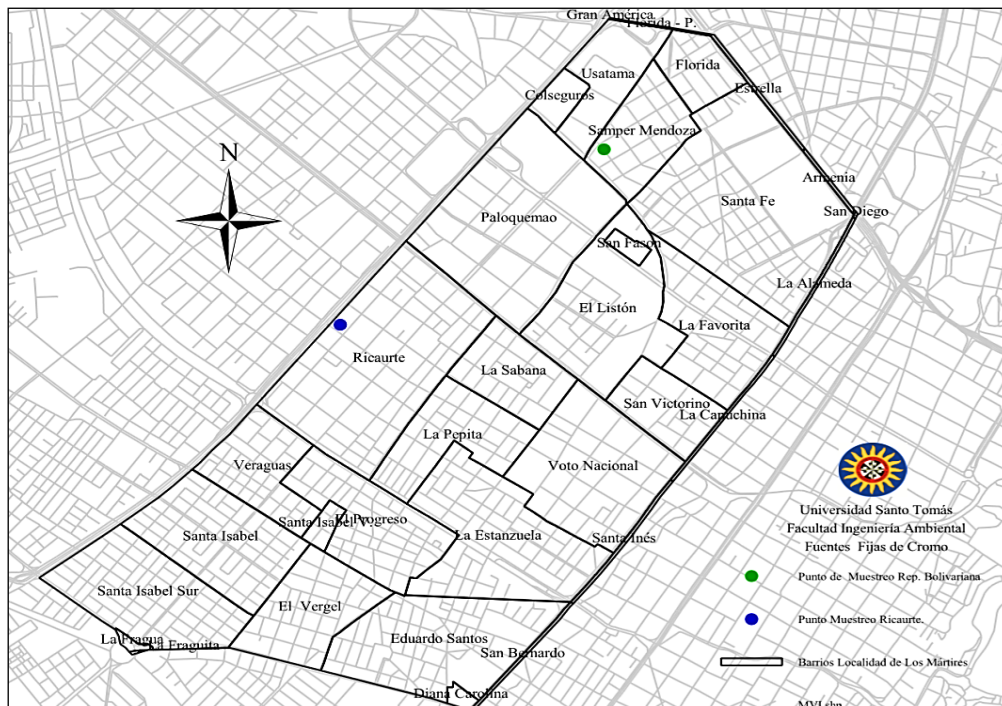 Gran América
Florida - P.
Florida
Usatama
Estrella
Colseguros
Samper Mendoza
N
Armenia
Santa Fe
San Diego
Paloquemao
San Fason
La Alameda
El Listón
La Favorita
Ricaurte
La Sabana
San Victorino
La Capuchina
La Pepita
Veraguas
Voto Nacional
Santa Isabel V.
El Progreso
Santa Isabel
La Estanzuela
Santa Inés
Universidad Santo Tomás
Facultad Ingeniería Ambiental
Fuentes Fijas de Cromo
Punto de Muestreo Rep. Bolivariana
Santa Isabel Sur
El Vergel
Punto Muestreo Ricaurte.
La Fragua
La Fraguita
Eduardo Santos
San Bernardo
Barrios Localidad de Los Mártires
Diana Carolina